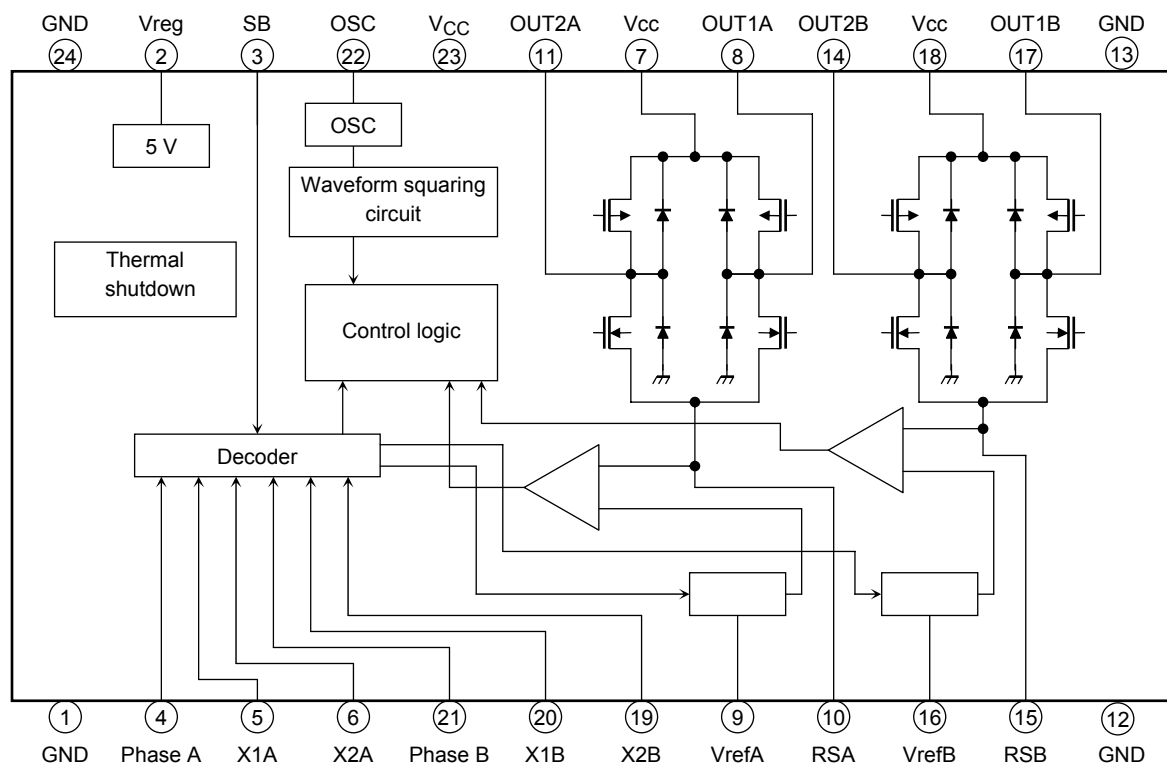 GND Vreg SB OSC VCC OUT2A Vcc OUT1A OUT2B Vcc OUT1B GND
24 2 3 22 23 11 7 8 14 18 17 13
5 V
OSC
Waveform squaring
circuit
Thermal
shutdown
Control logic
Decoder
1 4 5 6 21 20 19 9 10 16 15 12
GND Phase A X1A X2A Phase B X1B X2B VrefA RSA VrefB RSB GND